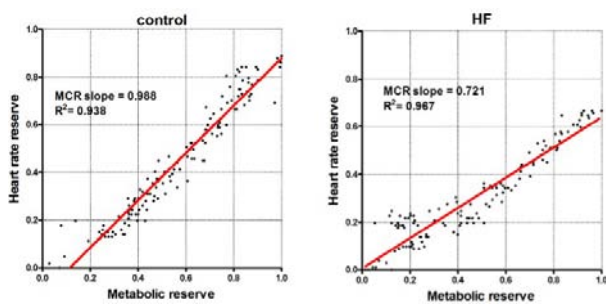 control
HF
1.0
0.8
0.6
0.4
0.2
0.0
Heart rate reserve
MCR slope = 0.988
R²= 0.938
0.0
0.2
0.4
0.6
0.8
1.0
Metabolic reserve
1.0
0.8
0.6
0.4
0.2
0.0
Heart rate reserve
MCR slope = 0.721
R²= 0.967
0.0
0.2
0.4
0.6
0.8
1.0
Metabolic reserve